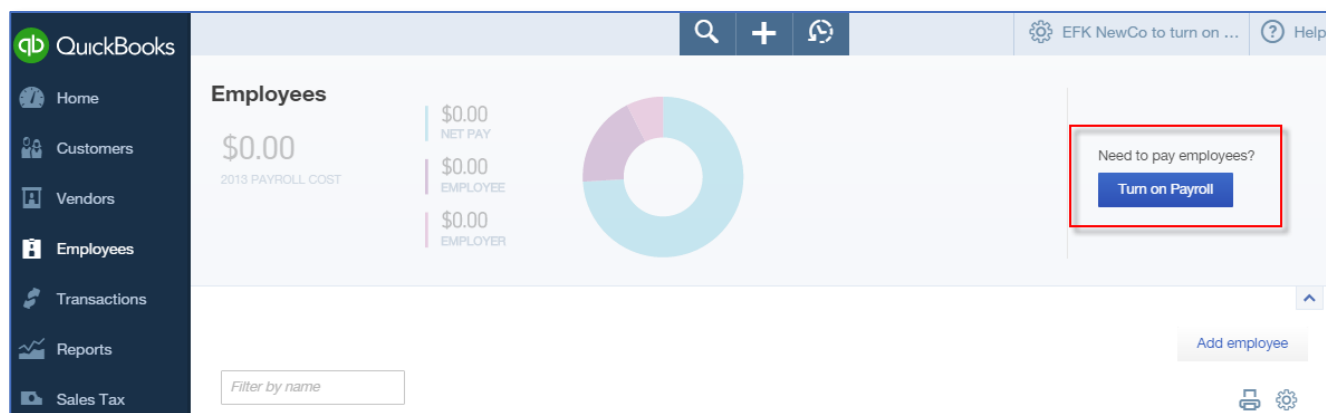 QuickBooks
EFK NewCo to turn on ...
Help
Home
Customers
Vendors
Employees
Transactions
Reports
Sales Tax
Employees
$0.00
2013 PAYROLL COST
$0.00
NET PAY
$0.00
EMPLOYEE
$0.00
EMPLOYER
Need to pay employees?
Turn on Payroll
Add employee
Filter by name